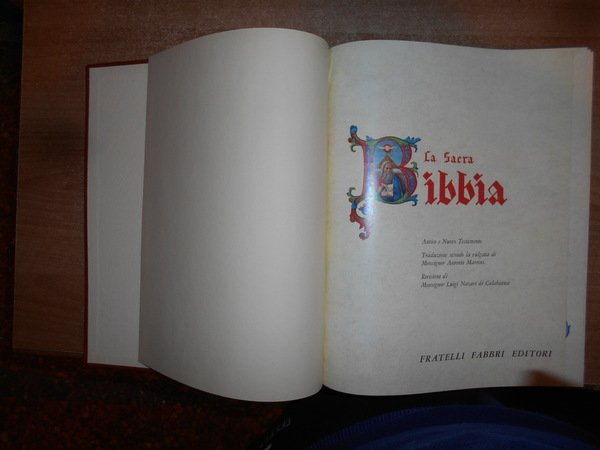 La Sacra
Bibbia
Antico e Nuovo Testamento.
Traduzione secondo la vulgata di
Monsignor Antonio Martini.
Revisione di
Monsignor Luigi Nazari di Calabiana
FRATELLI FABBRI EDITORI